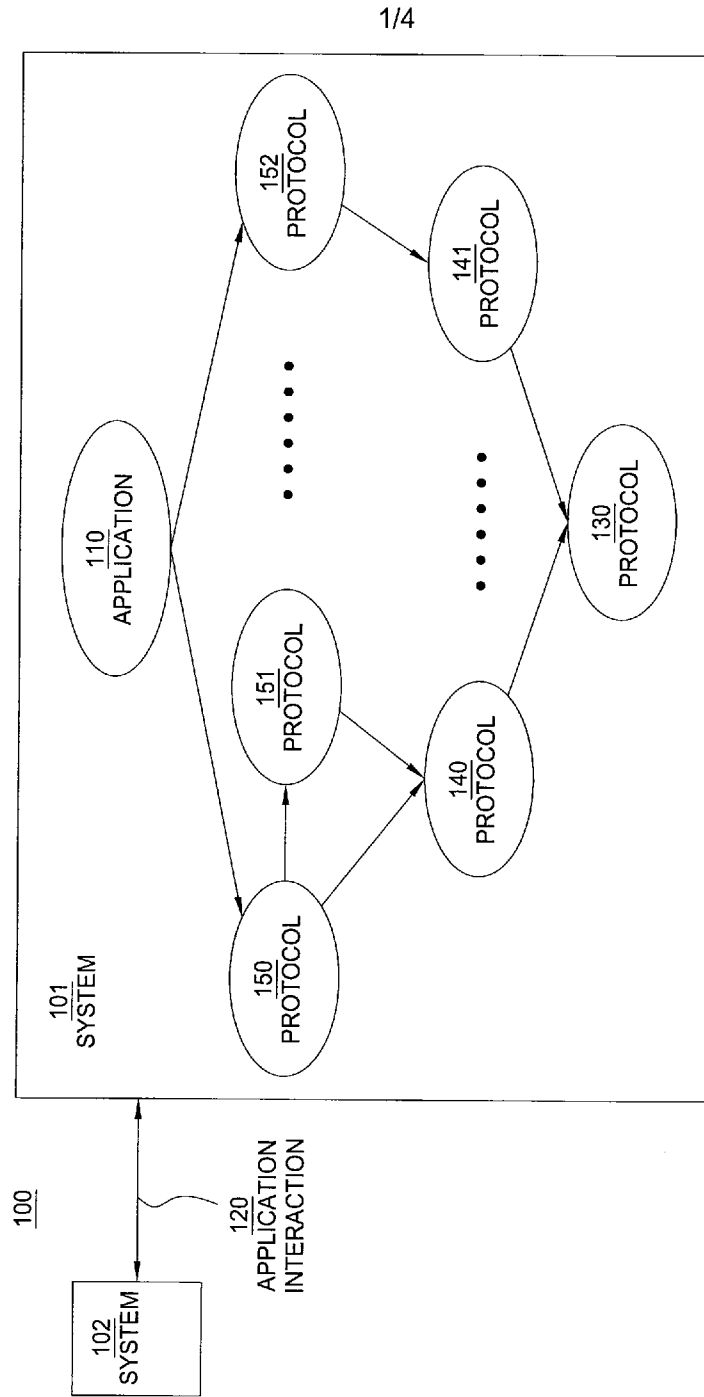 1/4
100
102
SYSTEM
120
APPLICATION
INTERACTION
101
SYSTEM
110
APPLICATION
150
PROTOCOL
151
PROTOCOL
152
PROTOCOL
140
PROTOCOL
141
PROTOCOL
130
PROTOCOL